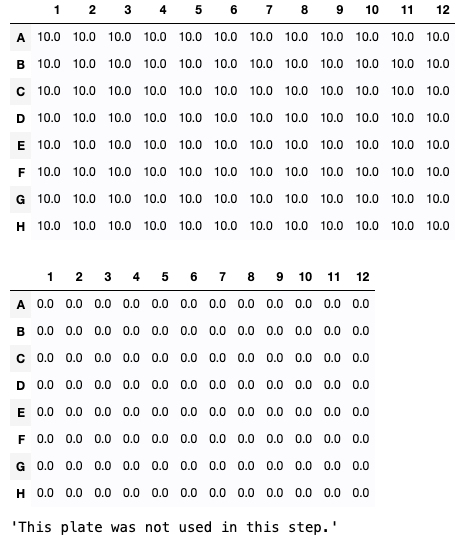 1 2 3 4 5 6 7 8 9 10 11 12
A 10.0 10.0 10.0 10.0 10.0 10.0 10.0 10.0 10.0 10.0 10.0 10.0
B 10.0 10.0 10.0 10.0 10.0 10.0 10.0 10.0 10.0 10.0 10.0 10.0
C 10.0 10.0 10.0 10.0 10.0 10.0 10.0 10.0 10.0 10.0 10.0 10.0
D 10.0 10.0 10.0 10.0 10.0 10.0 10.0 10.0 10.0 10.0 10.0 10.0
E 10.0 10.0 10.0 10.0 10.0 10.0 10.0 10.0 10.0 10.0 10.0 10.0
F 10.0 10.0 10.0 10.0 10.0 10.0 10.0 10.0 10.0 10.0 10.0 10.0
G 10.0 10.0 10.0 10.0 10.0 10.0 10.0 10.0 10.0 10.0 10.0 10.0
H 10.0 10.0 10.0 10.0 10.0 10.0 10.0 10.0 10.0 10.0 10.0 10.0
1 2 3 4 5 6 7 8 9 10 11 12
A 0.0 0.0 0.0 0.0 0.0 0.0 0.0 0.0 0.0 0.0 0.0 0.0
B 0.0 0.0 0.0 0.0 0.0 0.0 0.0 0.0 0.0 0.0 0.0 0.0
C 0.0 0.0 0.0 0.0 0.0 0.0 0.0 0.0 0.0 0.0 0.0 0.0
D 0.0 0.0 0.0 0.0 0.0 0.0 0.0 0.0 0.0 0.0 0.0 0.0
E 0.0 0.0 0.0 0.0 0.0 0.0 0.0 0.0 0.0 0.0 0.0 0.0
F 0.0 0.0 0.0 0.0 0.0 0.0 0.0 0.0 0.0 0.0 0.0 0.0
G 0.0 0.0 0.0 0.0 0.0 0.0 0.0 0.0 0.0 0.0 0.0 0.0
H 0.0 0.0 0.0 0.0 0.0 0.0 0.0 0.0 0.0 0.0 0.0 0.0
'This plate was not used in this step.'